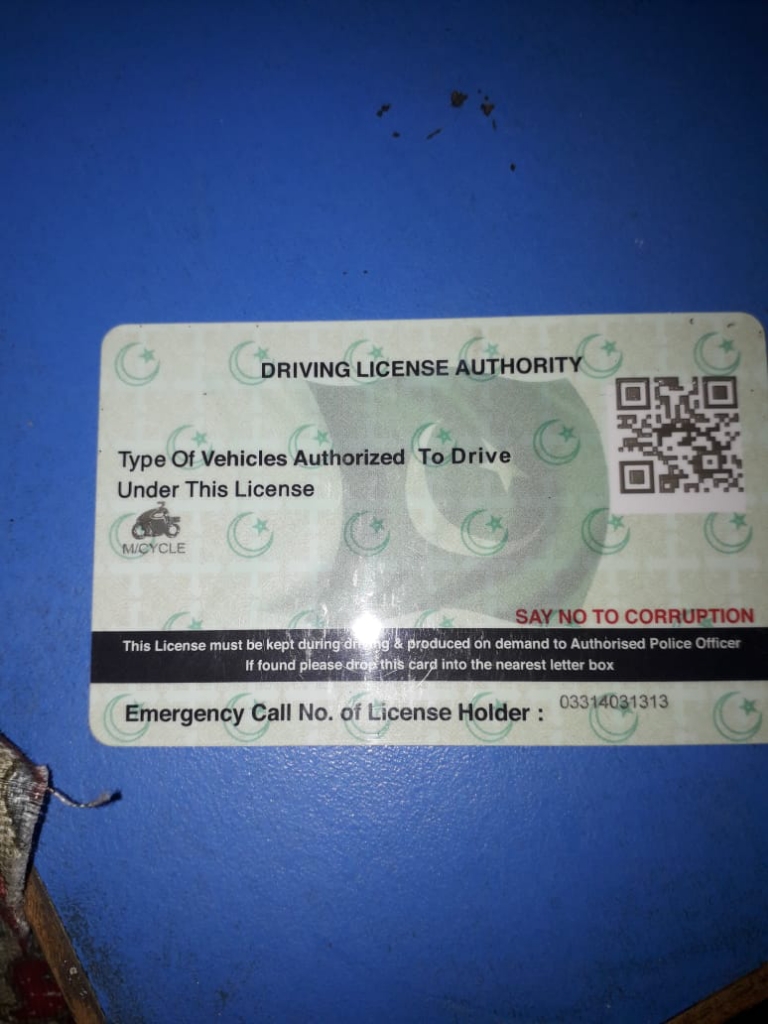 DRIVING LICENSE AUTHORITY
Type Of Vehicles Authorized To Drive
Under This License
M/CYCLE
SAY NO TO CORRUPTION
This License must be kept during driving & produced on demand to Authorised Police Officer
If found please drop this card into the nearest letter box
Emergency Call No. of License Holder : 03314031313